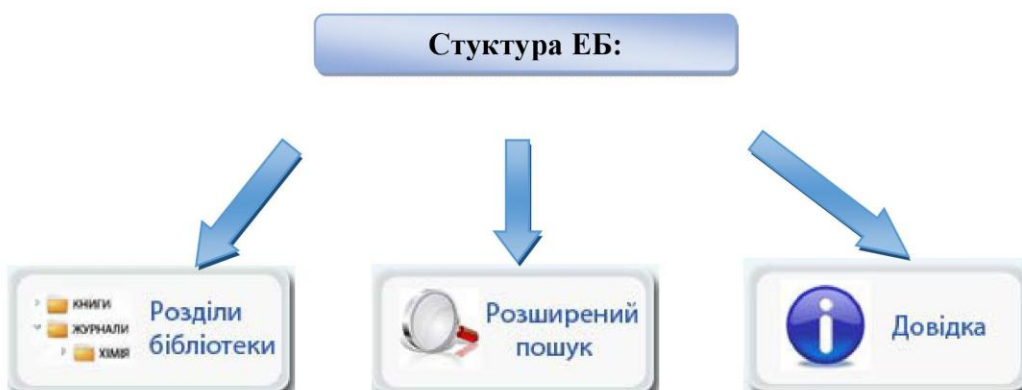 Стуктура ЕБ:
КНИГИ
ЖУРНАЛИ
ХІМІЯ
Розділи
бібліотеки
Розширений
пошук
Довідка